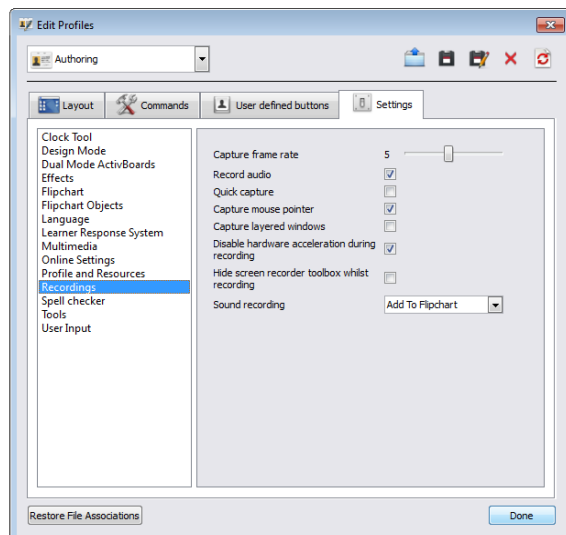 Edit Profiles
Authoring
Layout
Commands
User defined buttons
Settings
Clock Tool
Design Mode
Dual Mode ActivBoards
Effects
Flipchart
Flipchart Objects
Language
Learner Response System
Multimedia
Online Settings
Profile and Resources
Recordings
Spell checker
Tools
User Input
Capture frame rate 5
Record audio
Quick capture
Capture mouse pointer
Capture layered windows
Disable hardware acceleration during
recording
Hide screen recorder toolbox whilst
recording
Sound recording Add To Flipchart
Restore File Associations
Done